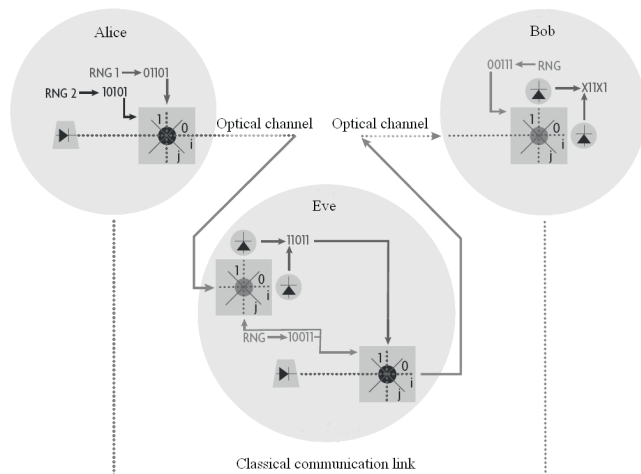 Alice
RNG 1 → 01101
RNG 2 → 10101
1
0
i
j
Optical channel
Optical channel
Bob
00111 ← RNG
X11X1
1
0
i
j
Eve
11011
1
0
i
j
RNG → 10011
1
0
i
j
Classical communication link